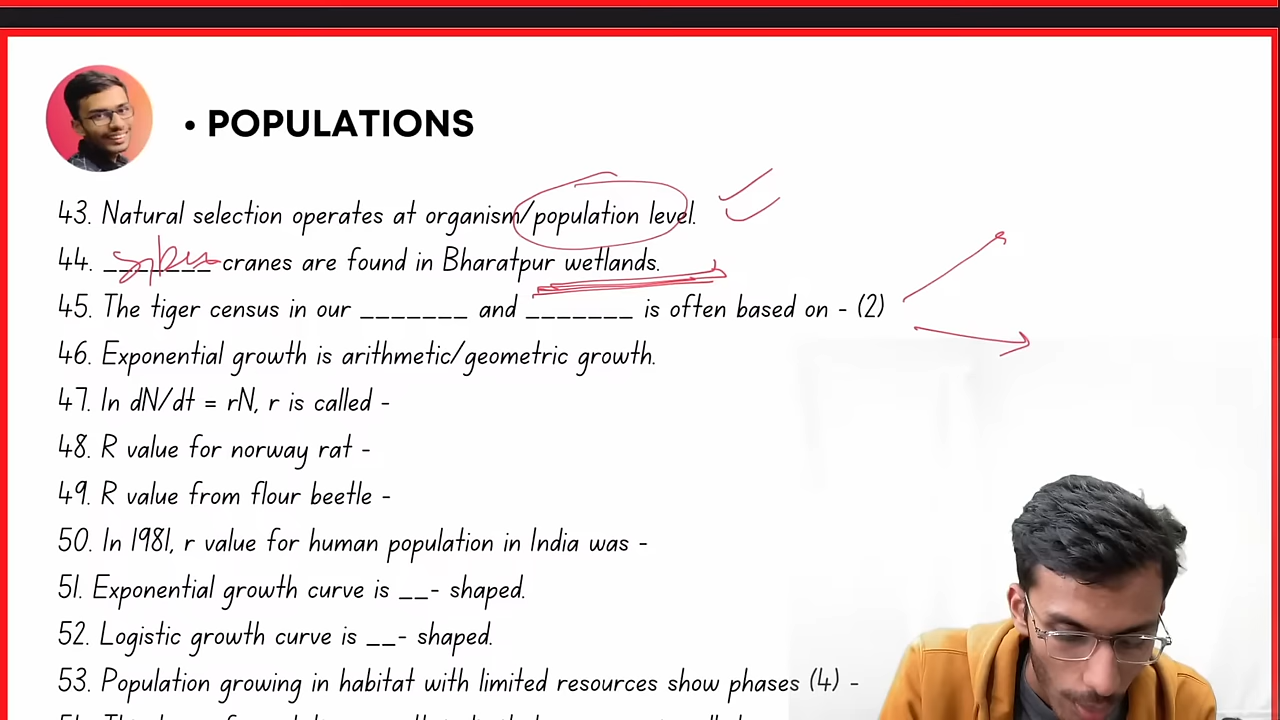 • POPULATIONS
43. Natural selection operates at organism/population level.
44. _______ cranes are found in Bharatpur wetlands.
45. The tiger census in our _______ and _______ is often based on - (2)
46. Exponential growth is arithmetic/geometric growth.
47. In dN/dt = rN, r is called -
48. R value for norway rat -
49. R value from flour beetle -
50. In 1981, r value for human population in India was -
51. Exponential growth curve is __- shaped.
52. Logistic growth curve is __- shaped.
53. Population growing in habitat with limited resources show phases (4) -